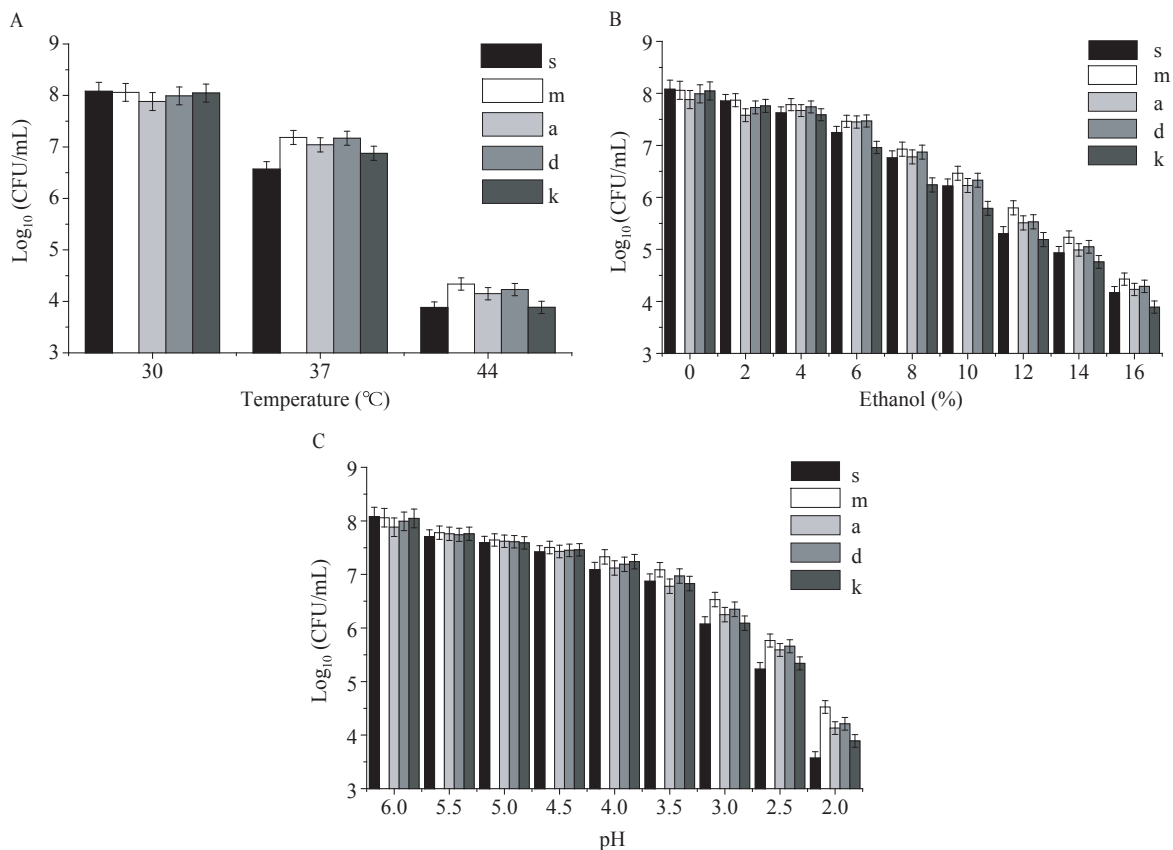 A
9
8
7
6
5
4
3
Log₁₀ (CFU/mL)
30 37 44
Temperature (℃)
s
m
a
d
k
B
9
8
7
6
5
4
3
Log₁₀ (CFU/mL)
0 2 4 6 8 10 12 14 16
Ethanol (%)
s
m
a
d
k
C
9
8
7
6
5
4
3
Log₁₀ (CFU/mL)
6.0 5.5 5.0 4.5 4.0 3.5 3.0 2.5 2.0
pH
s
m
a
d
k